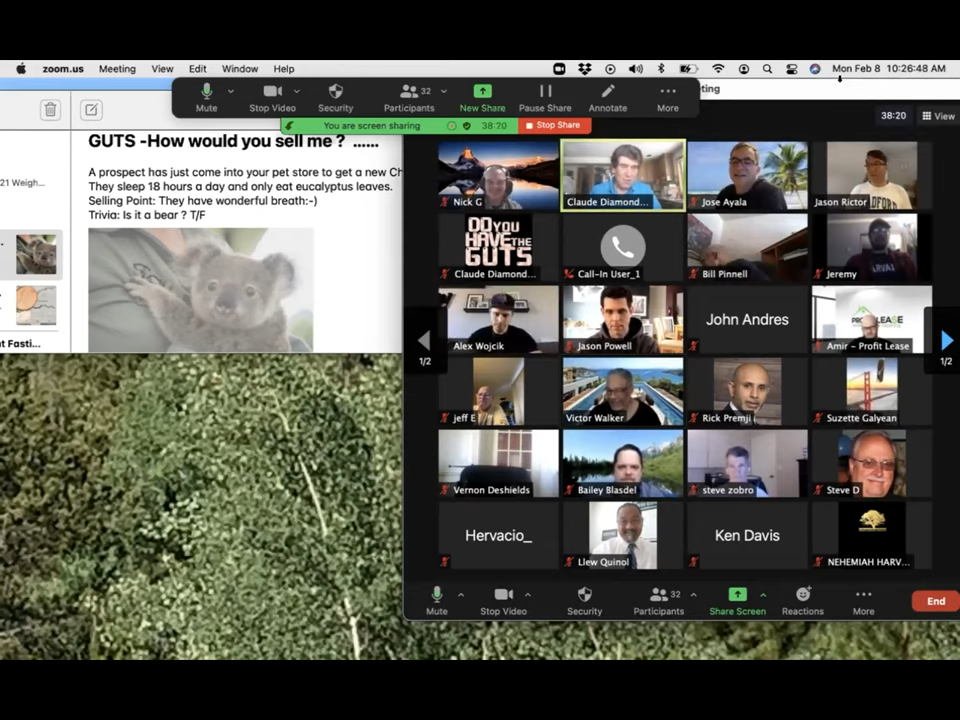 zoom.us Meeting View Edit Window Help Mon Feb 8 10:26:48 AM
Mute Stop Video Security Participants 32 New Share Pause Share Annotate More
You are screen sharing 38:20 Stop Share
38:20 View
GUTS -How would you sell me ? ......
A prospect has just come into your pet store to get a new Ch
They sleep 18 hours a day and only eat eucalyptus leaves.
Selling Point: They have wonderful breath:-)
Trivia: Is it a bear ? T/F
21 Weigh...
Nick G Claude Diamond... Jose Ayala Jason Rictor
DO YOU
HAVE THE
GUTS
Claude Diamond... Call-In User_1 Bill Pinnell Jeremy
John Andres
Alex Wojcik Jason Powell Amir - Profit Lease
1/2 1/2
jeff E Victor Walker Rick Premji Suzette Galyean
Vernon Deshields Bailey Blasdel steve zobro Steve D
Hervacio_ Ken Davis
Llew Quinol NEHEMIAH HARV...
Mute Stop Video Security Participants 32 Share Screen Reactions More End